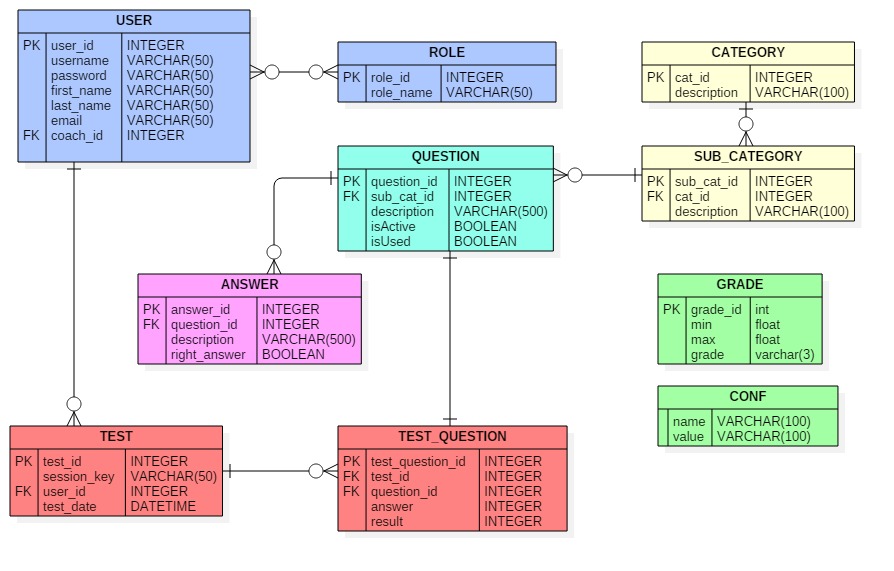 USER
PK user_id INTEGER
username VARCHAR(50)
password VARCHAR(50)
first_name VARCHAR(50)
last_name VARCHAR(50)
email VARCHAR(50)
FK coach_id INTEGER
ROLE
PK role_id INTEGER
role_name VARCHAR(50)
CATEGORY
PK cat_id INTEGER
description VARCHAR(100)
QUESTION
PK question_id INTEGER
FK sub_cat_id INTEGER
description VARCHAR(500)
isActive BOOLEAN
isUsed BOOLEAN
SUB_CATEGORY
PK sub_cat_id INTEGER
FK cat_id INTEGER
description VARCHAR(100)
ANSWER
PK answer_id INTEGER
FK question_id INTEGER
description VARCHAR(500)
right_answer BOOLEAN
GRADE
PK grade_id int
min float
max float
grade varchar(3)
CONF
name VARCHAR(100)
value VARCHAR(100)
TEST
PK test_id INTEGER
session_key VARCHAR(50)
FK user_id INTEGER
test_date DATETIME
TEST_QUESTION
PK test_question_id INTEGER
FK test_id INTEGER
FK question_id INTEGER
answer INTEGER
result INTEGER